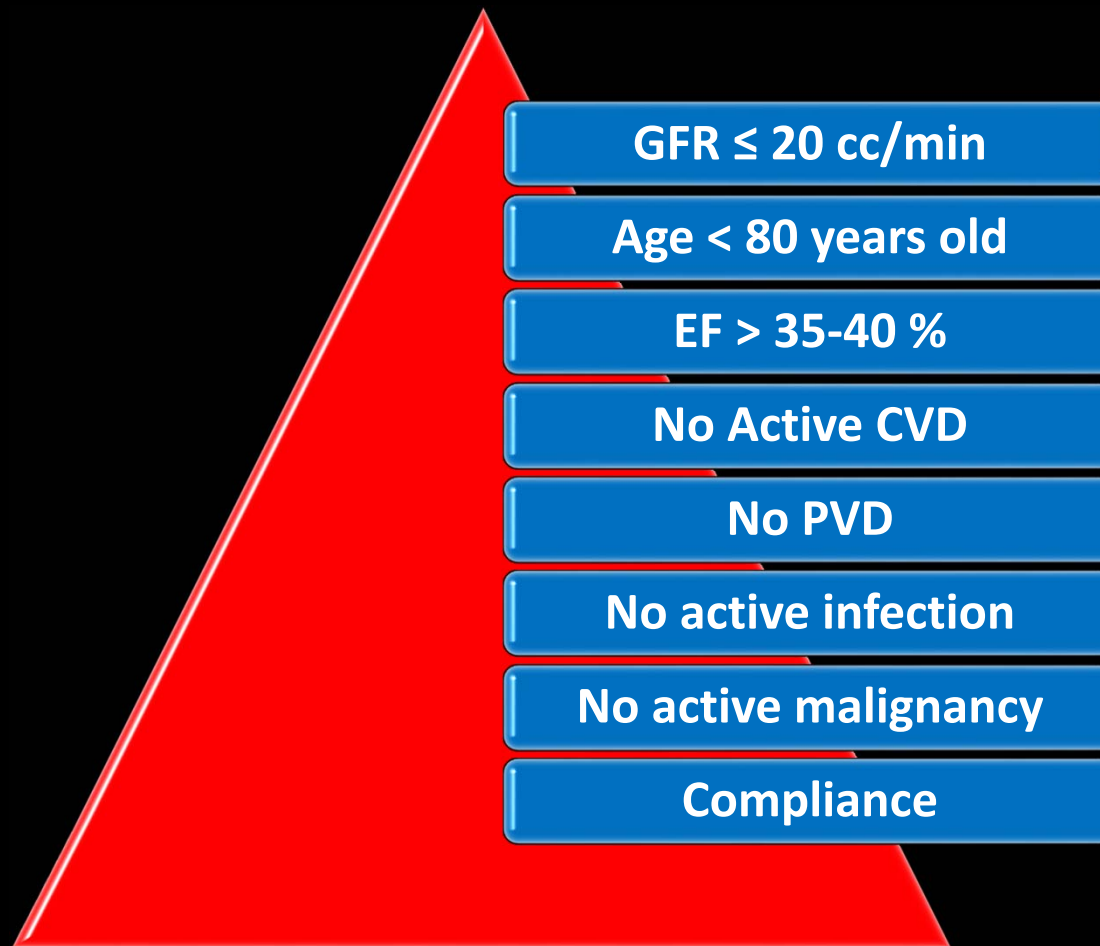 GFR ≤ 20 cc/min
Age < 80 years old
EF > 35-40 %
No Active CVD
No PVD
No active infection
No active malignancy
Compliance